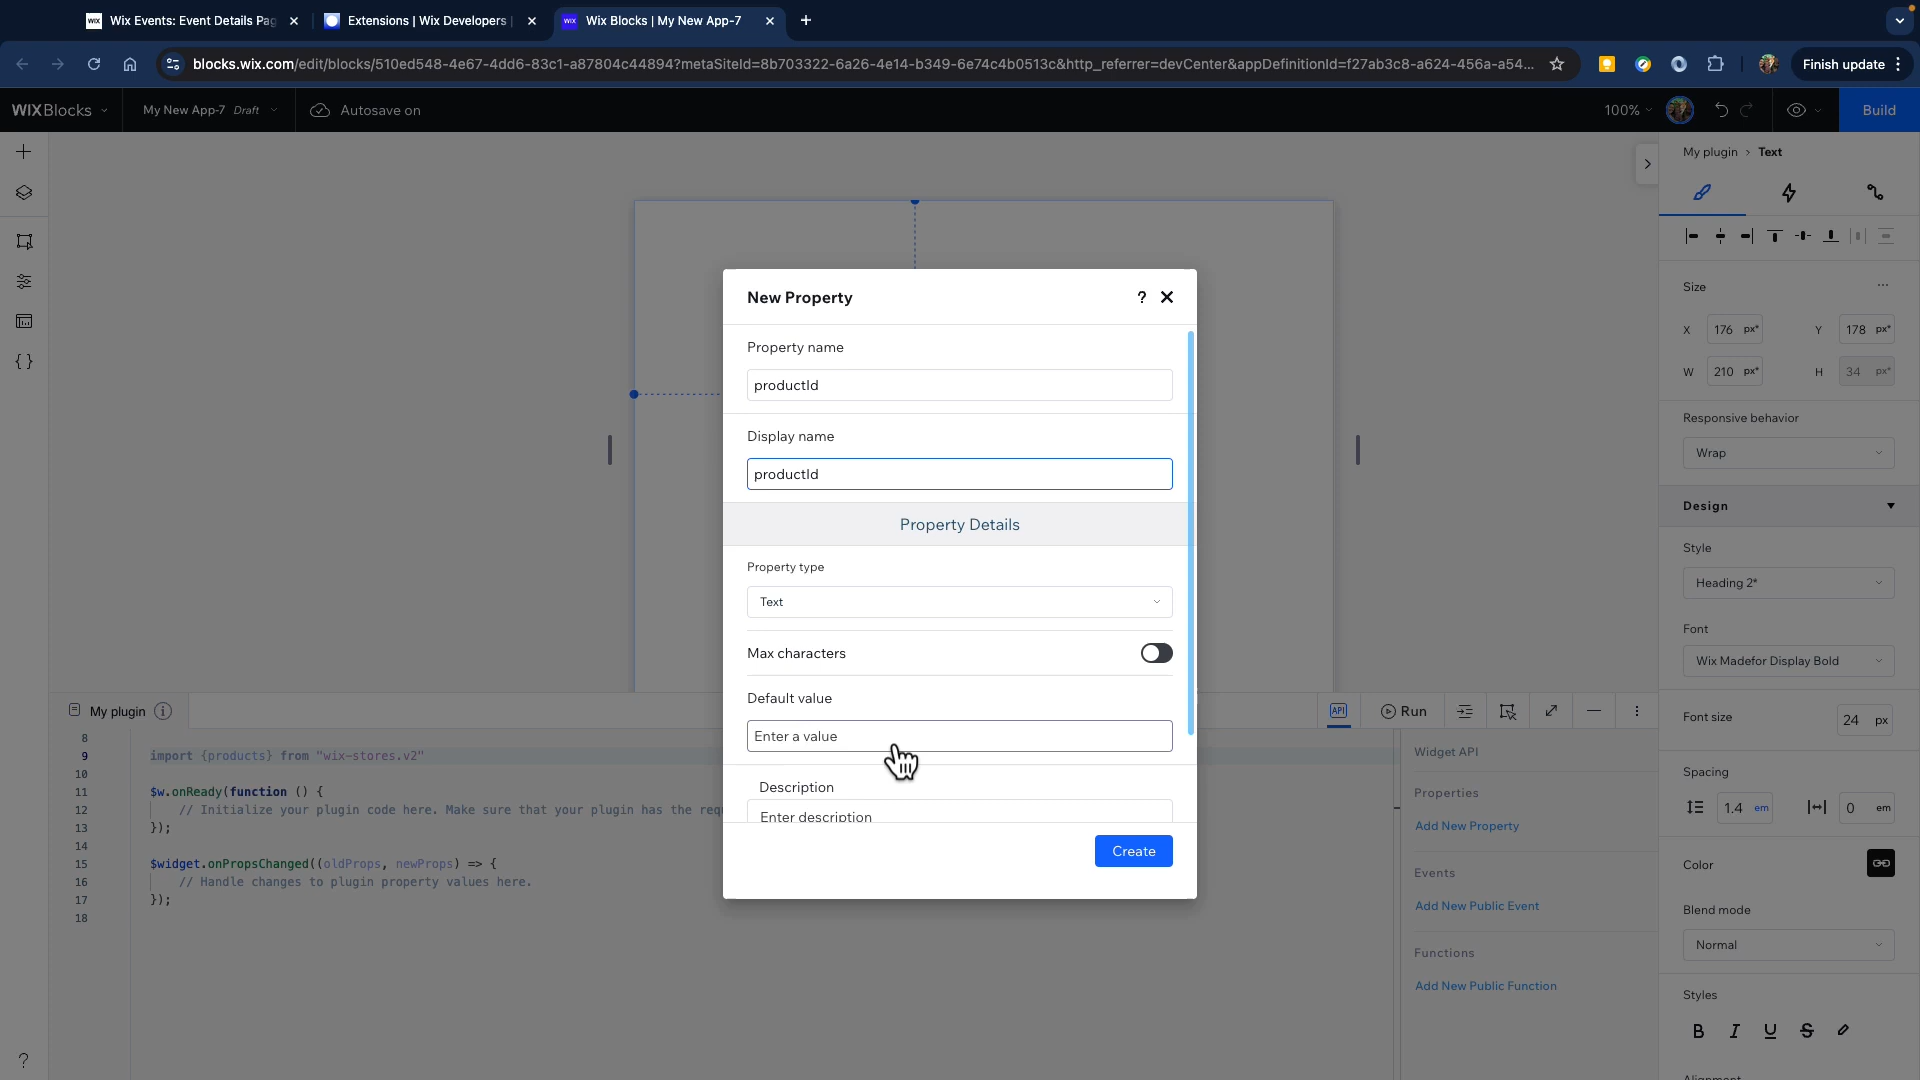 Wix Events: Event Details Pag
Extensions | Wix Developers
Wix Blocks | My New App-7
blocks.wix.com/edit/blocks/510ed548-4e67-4dd6-83c1-a87804c44894?metaSiteId=8b703322-6a26-4e14-b349-6e74c4b0513c&http_referrer=devCenter&appDefinitionId=f27ab3c8-a624-456a-a54...
Finish update
WIXBlocks
My New App-7 Draft
Autosave on
100%
Build
My plugin > Text
New Property
?
Property name
productId
Display name
productId
Property Details
Property type
Text
Max characters
Default value
Enter a value
Description
Enter description
Create
Size
X 176 px* Y 178 px*
W 210 px* H 34 px*
Responsive behavior
Wrap
Design
Style
Heading 2*
Font
Wix Madefor Display Bold
Font size
24 px
Spacing
1.4 em 0 em
Color
Blend mode
Normal
Styles
B I U S
My plugin
API Run
8
9 import {products} from "wix-stores.v2"
10
11 $w.onReady(function () {
12 // Initialize your plugin code here. Make sure that your plugin has the req
13 });
14
15 $widget.onPropsChanged((oldProps, newProps) => {
16 // Handle changes to plugin property values here.
17 });
18
Widget API
Properties
Add New Property
Events
Add New Public Event
Functions
Add New Public Function
?